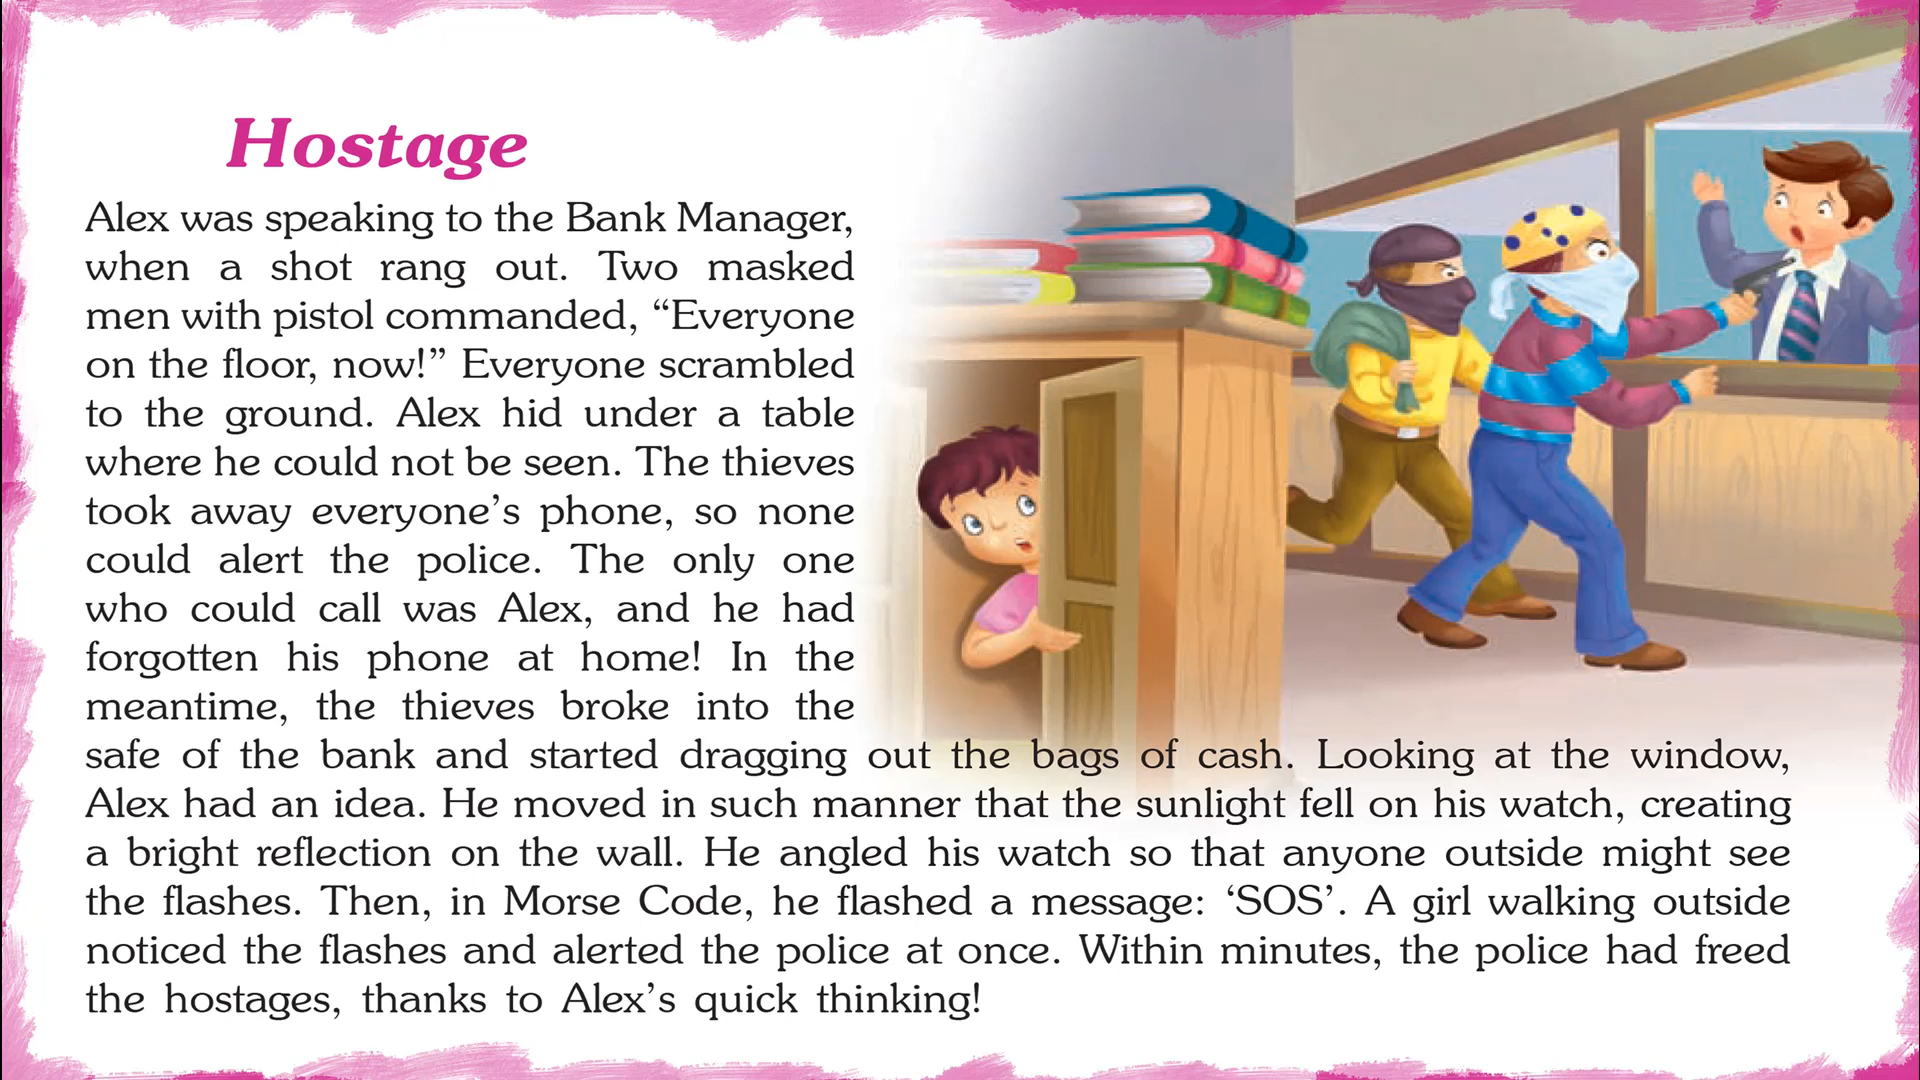 Hostage
Alex was speaking to the Bank Manager,
when a shot rang out. Two masked
men with pistol commanded, “Everyone
on the floor, now!” Everyone scrambled
to the ground. Alex hid under a table
where he could not be seen. The thieves
took away everyone’s phone, so none
could alert the police. The only one
who could call was Alex, and he had
forgotten his phone at home! In the
meantime, the thieves broke into the
safe of the bank and started dragging out the bags of cash. Looking at the window,
Alex had an idea. He moved in such manner that the sunlight fell on his watch, creating
a bright reflection on the wall. He angled his watch so that anyone outside might see
the flashes. Then, in Morse Code, he flashed a message: ‘SOS’. A girl walking outside
noticed the flashes and alerted the police at once. Within minutes, the police had freed
the hostages, thanks to Alex’s quick thinking!